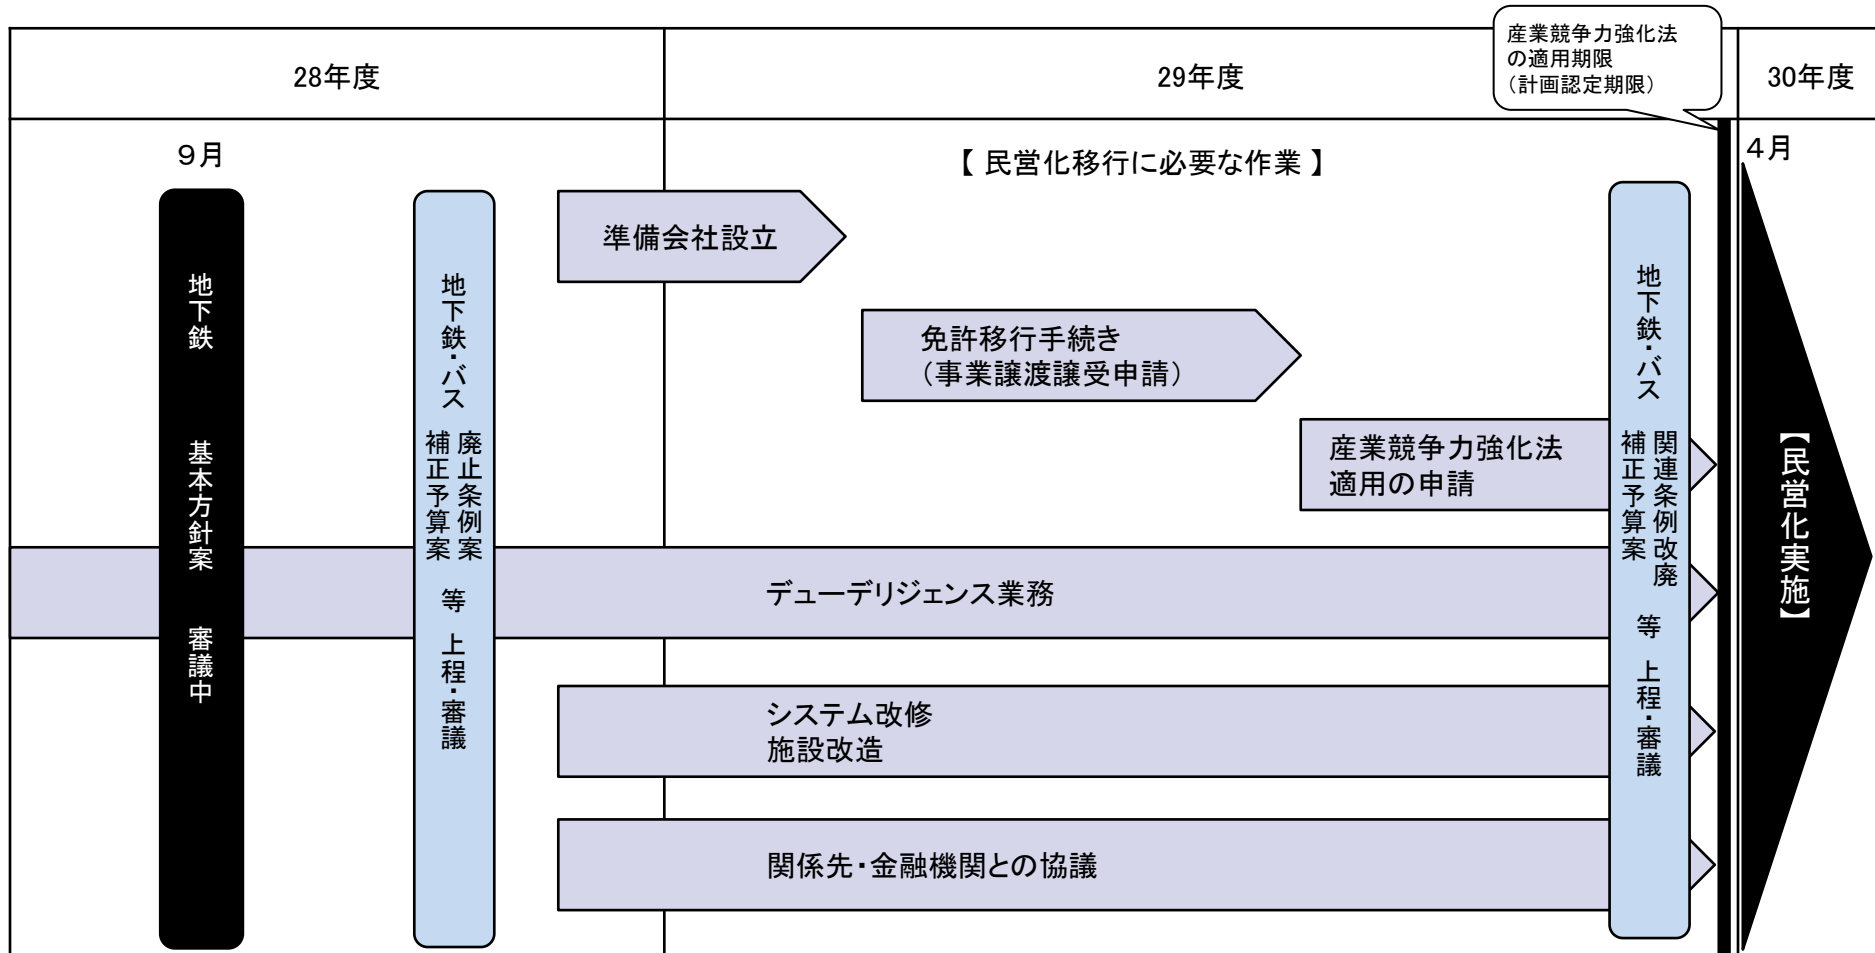 28年度
29年度
産業競争力強化法
の適用期限
（計画認定期限）
30年度
９月
【 民営化移行に必要な作業 】
４月
地下鉄　基本方針案　審議中
地下鉄・バス
廃止条例案
補正予算案
等 上程・審議
準備会社設立
免許移行手続き
（事業譲渡譲受申請）
産業競争力強化法
適用の申請
デューデリジェンス業務
システム改修
施設改造
関係先・金融機関との協議
地下鉄・バス
関連条例改廃
補正予算案
等 上程・審議
【民営化実施】